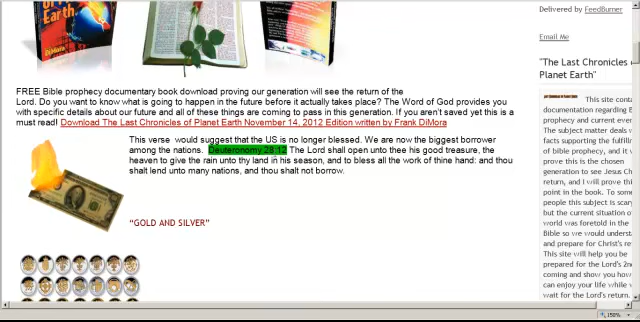 Earth
DiMora
FREE Bible prophecy documentary book download proving our generation will see the return of the
Lord. Do you want to know what is going to happen in the future before it actually takes place? The Word of God provides you
with specific details about our future and all of these things are coming to pass in this generation. If you aren't saved yet this is a
must read! Download The Last Chronicles of Planet Earth November 14, 2012 Edition written by Frank DiMora
This verse would suggest that the US is no longer blessed. We are now the biggest borrower
among the nations. Deuteronomy 28:12 The Lord shall open unto thee his good treasure, the
heaven to give the rain unto thy land in his season, and to bless all the work of thine hand: and thou
shalt lend unto many nations, and thou shalt not borrow.
“GOLD AND SILVER”
Delivered by FeedBurner
Email Me
"The Last Chronicles
Planet Earth"
This site conta
documentation regarding B
prophecy and current eve
The subject matter deals w
facts supporting the fulfilli
of bible prophecy, and it w
prove this is the chosen
generation to see Jesus C
return, and I will prove thi
point in the book. To some
people this subject is scar
but the current situation o
world was foretold in the
Bible so we would underst
and prepare for Christ's re
This site will help you be
prepared for the Lord's 2n
coming and show you how
can enjoy your life while w
wait for the Lord's return.
150%